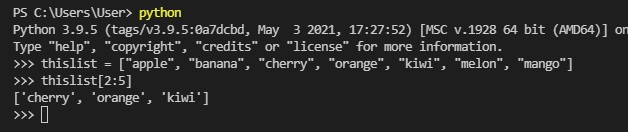 PS C:\Users\User> python
Python 3.9.5 (tags/v3.9.5:0a7dcbd, May  3 2021, 17:27:52) [MSC v.1928 64 bit (AMD64)] on
Type "help", "copyright", "credits" or "license" for more information.
>>> thislist = ["apple", "banana", "cherry", "orange", "kiwi", "melon", "mango"]
>>> thislist[2:5]
['cherry', 'orange', 'kiwi']
>>>